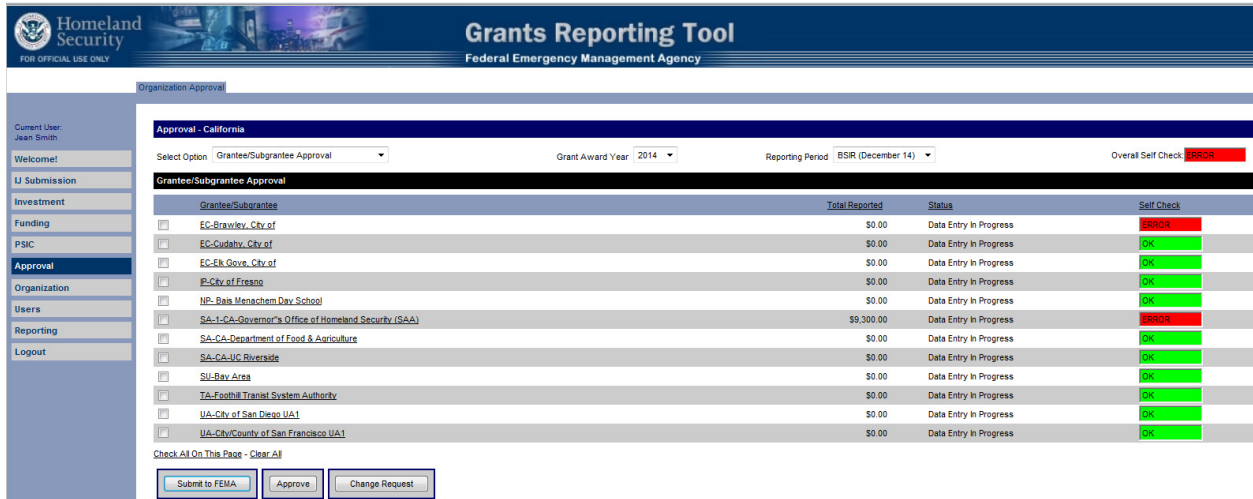 Homeland
Security
FOR OFFICIAL USE ONLY
Grants Reporting Tool
Federal Emergency Management Agency
Organization Approval
Current User:
Jean Smith
Welcome!
IJ Submission
Investment
Funding
PSIC
Approval
Organization
Users
Reporting
Logout
Approval - California
Select Option Grantee/Subgrantee Approval Grant Award Year 2014 Reporting Period BSIR (December 14) Overall Self Check: ERROR
Grantee/Subgrantee Approval
Grantee/Subgrantee Total Reported Status Self Check
EC-Brawley, City of $0.00 Data Entry In Progress ERROR
EC-Cudahy, City of $0.00 Data Entry In Progress OK
EC-Elk Gove, City of $0.00 Data Entry In Progress OK
IP-City of Fresno $0.00 Data Entry In Progress OK
NP- Bais Menachem Day School $0.00 Data Entry In Progress OK
SA-1-CA-Governor"s Office of Homeland Security (SAA) $9,300.00 Data Entry In Progress ERROR
SA-CA-Department of Food & Agriculture $0.00 Data Entry In Progress OK
SA-CA-UC Riverside $0.00 Data Entry In Progress OK
SU-Bay Area $0.00 Data Entry In Progress OK
TA-Foothill Tranist System Authority $0.00 Data Entry In Progress OK
UA-City of San Diego UA1 $0.00 Data Entry In Progress OK
UA-City/County of San Francisco UA1 $0.00 Data Entry In Progress OK
Check All On This Page - Clear All
Submit to FEMA Approve Change Request